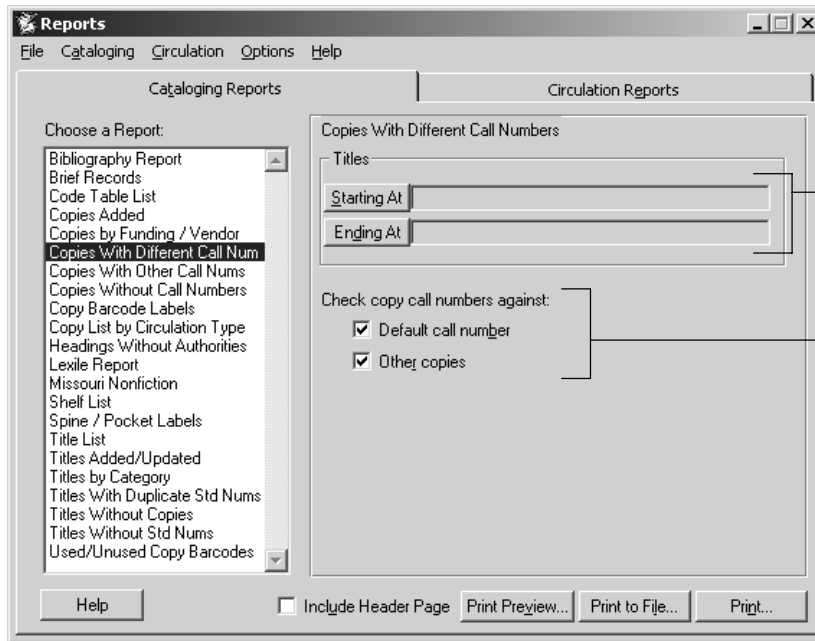 Reports
File Cataloging Circulation Options Help
Cataloging Reports
Circulation Reports
Choose a Report:
Bibliography Report
Brief Records
Code Table List
Copies Added
Copies by Funding / Vendor
Copies With Different Call Num
Copies With Other Call Nums
Copies Without Call Numbers
Copy Barcode Labels
Copy List by Circulation Type
Headings Without Authorities
Lexile Report
Missouri Nonfiction
Shelf List
Spine / Pocket Labels
Title List
Titles Added/Updated
Titles by Category
Titles With Duplicate Std Nums
Titles Without Copies
Titles Without Std Nums
Used/Unused Copy Barcodes
Copies With Different Call Numbers
Titles
Starting At
Ending At
Check copy call numbers against:
Default call number
Other copies
Help
Include Header Page
Print Preview...
Print to File...
Print...